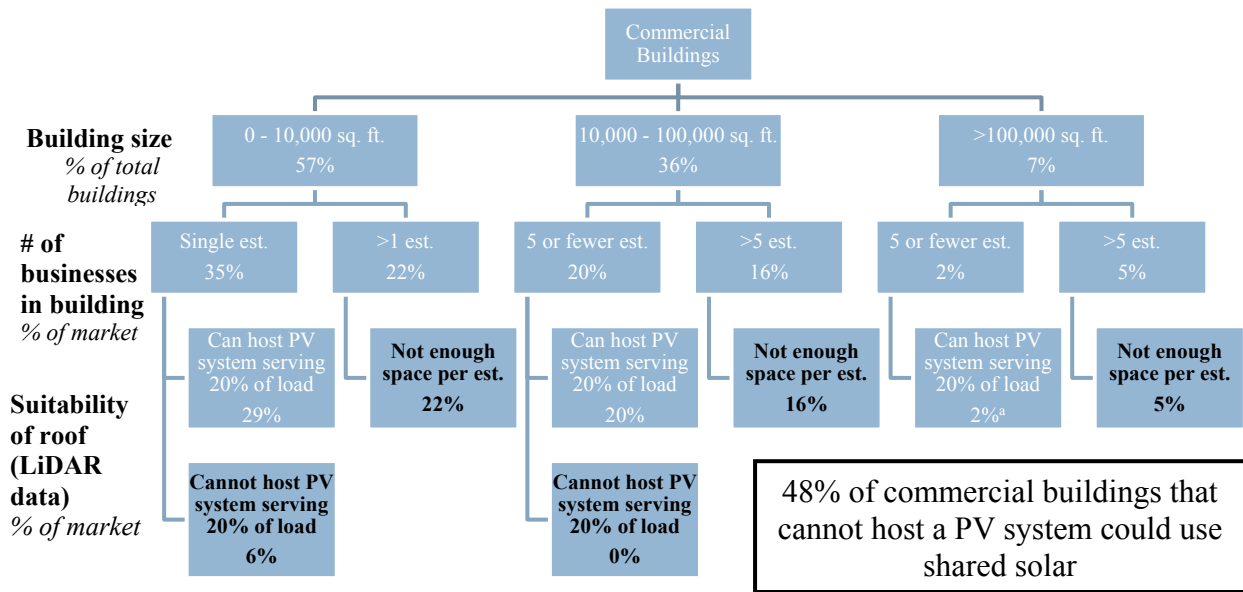 Commercial
Buildings
Building size
% of total
buildings
0 - 10,000 sq. ft.
57%
10,000 - 100,000 sq. ft.
36%
>100,000 sq. ft.
7%
# of
businesses
in building
% of market
Single est.
35%
>1 est.
22%
5 or fewer est.
20%
>5 est.
16%
5 or fewer est.
2%
>5 est.
5%
Suitability
of roof
(LiDAR
data)
% of market
Can host PV
system serving
20% of load
29%
Not enough
space per est.
22%
Can host PV
system serving
20% of load
20%
Not enough
space per est.
16%
Can host PV
system serving
20% of load
2%ᵃ
Not enough
space per est.
5%
Cannot host PV
system serving
20% of load
6%
Cannot host PV
system serving
20% of load
0%
48% of commercial buildings that
cannot host a PV system could use
shared solar